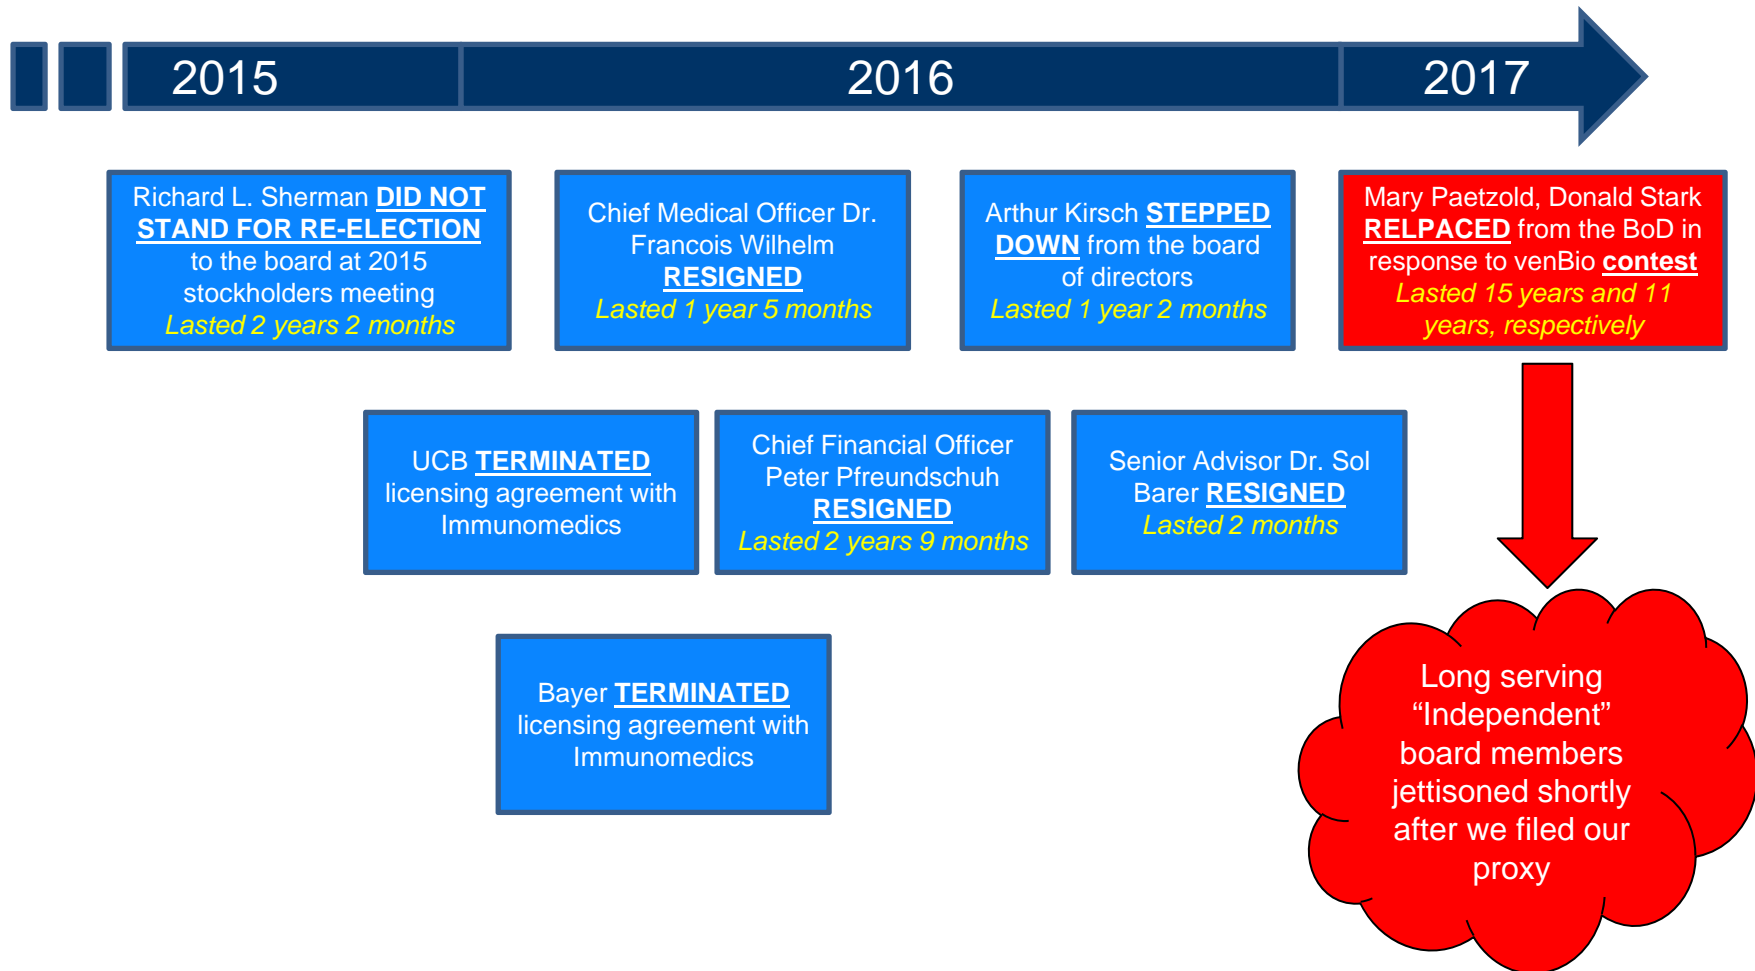 2015
2016
2017
Richard L. Sherman DID NOT
STAND FOR RE-ELECTION
to the board at 2015
stockholders meeting
Lasted 2 years 2 months
Chief Medical Officer Dr.
Francois Wilhelm
RESIGNED
Lasted 1 year 5 months
Arthur Kirsch STEPPED
DOWN from the board
of directors
Lasted 1 year 2 months
Mary Paetzold, Donald Stark
RELPACED from the BoD in
response to venBio contest
Lasted 15 years and 11
years, respectively
UCB TERMINATED
licensing agreement with
Immunomedics
Chief Financial Officer
Peter Pfreundschuh
RESIGNED
Lasted 2 years 9 months
Senior Advisor Dr. Sol
Barer RESIGNED
Lasted 2 months
Bayer TERMINATED
licensing agreement with
Immunomedics
Long serving
“Independent”
board members
jettisoned shortly
after we filed our
proxy